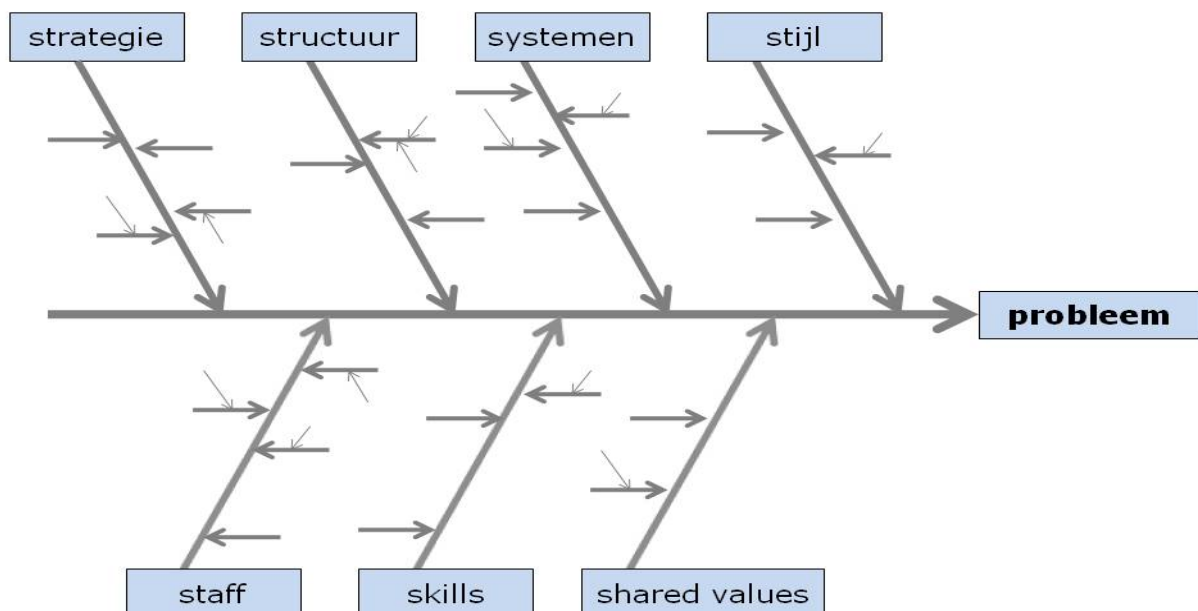 strategie
structuur
systemen
stijl
probleem
staff
skills
shared values